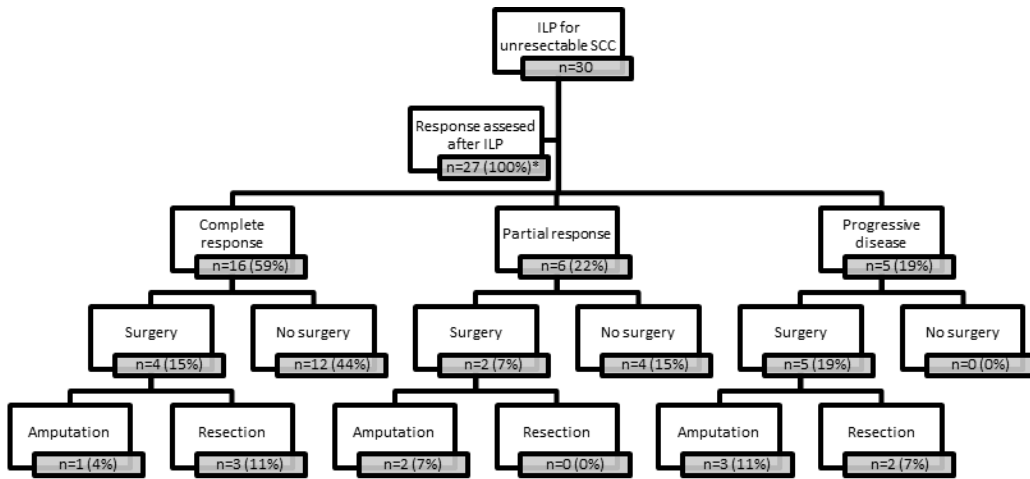 ILP for
unresectable SCC
n=30
Response assesed
after ILP
n=27 (100%)*
Complete
response
n=16 (59%)
Partial response
n=6 (22%)
Progressive
disease
n=5 (19%)
Surgery
n=4 (15%)
No surgery
n=12 (44%)
Surgery
n=2 (7%)
No surgery
n=4 (15%)
Surgery
n=5 (19%)
No surgery
n=0 (0%)
Amputation
n=1 (4%)
Resection
n=3 (11%)
Amputation
n=2 (7%)
Resection
n=0 (0%)
Amputation
n=3 (11%)
Resection
n=2 (7%)